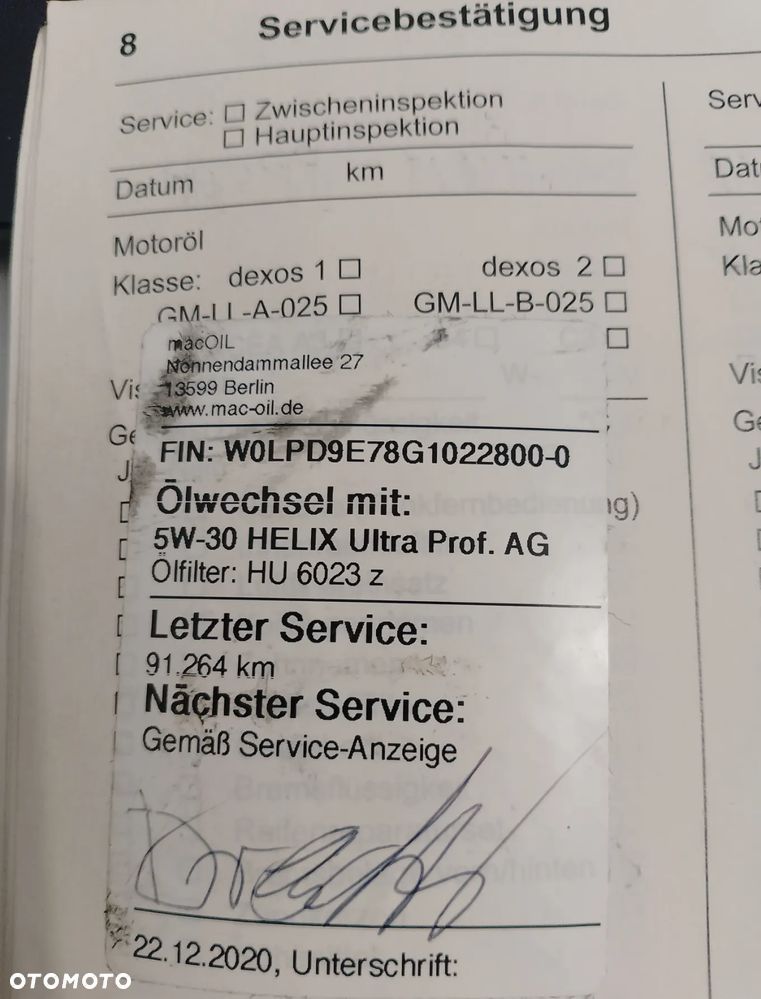 8
Servicebestätigung
Service: ☐ Zwischeninspektion
☐ Hauptinspektion
Datum km
Motoröl
Klasse: dexos 1 ☐ dexos 2 ☐
GM-LL-A-025 ☐ GM-LL-B-025 ☐
macOIL
Nonnendammallee 27
13599 Berlin
www.mac-oil.de
FIN: W0LPD9E78G1022800-0
Ölwechsel mit:
5W-30 HELIX Ultra Prof. AG
Ölfilter: HU 6023 z
Letzter Service:
91.264 km
Nächster Service:
Gemäß Service-Anzeige
22.12.2020, Unterschrift:
Serv
Dat
Mo
Kla
Vis
Ge
OTOMOTO